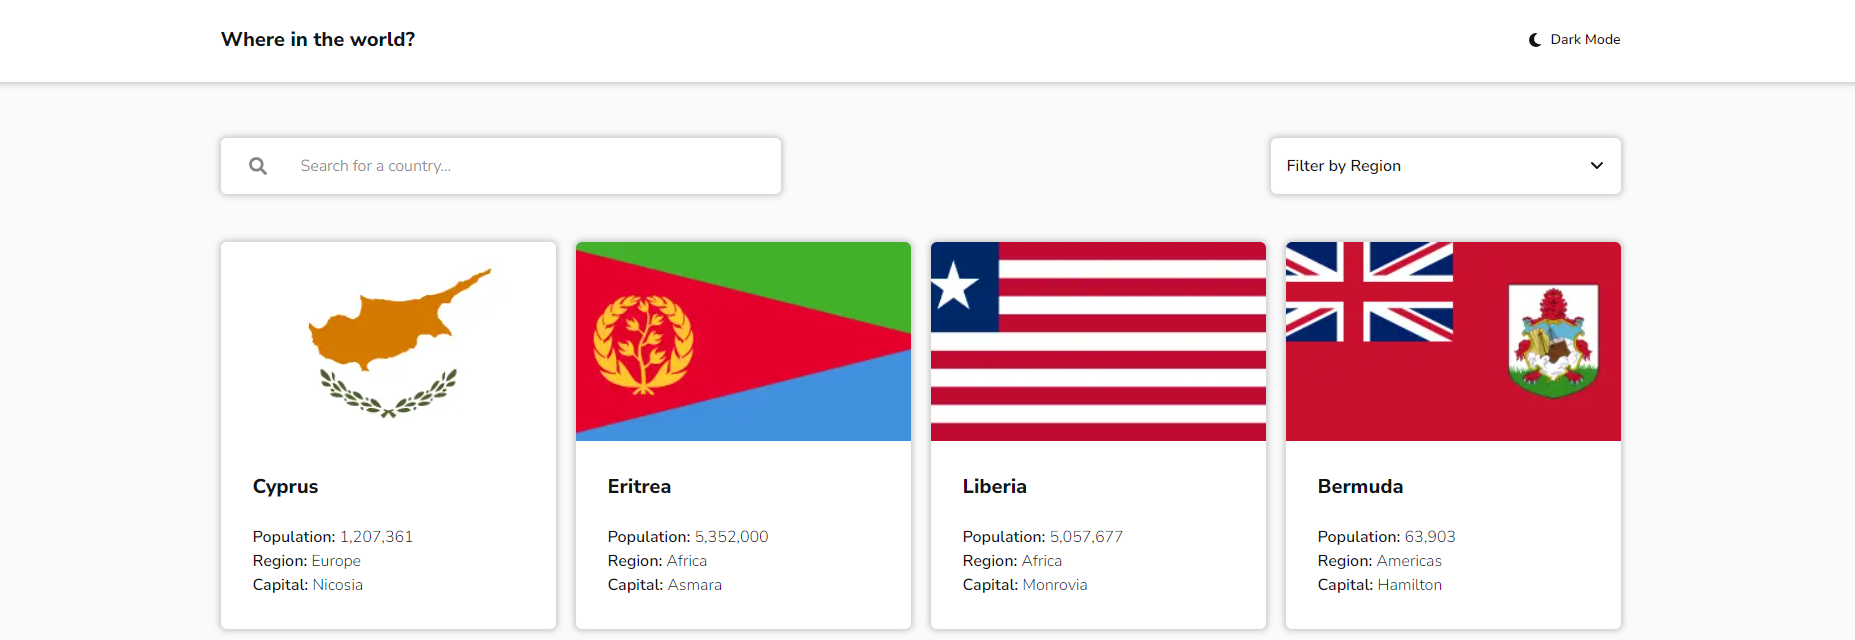 Where in the world?
Dark Mode
Search for a country...
Filter by Region
Cyprus
Population: 1,207,361
Region: Europe
Capital: Nicosia
Eritrea
Population: 5,352,000
Region: Africa
Capital: Asmara
Liberia
Population: 5,057,677
Region: Africa
Capital: Monrovia
Bermuda
Population: 63,903
Region: Americas
Capital: Hamilton